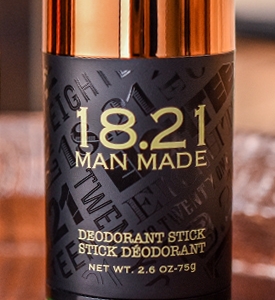 18.21
MAN MADE
DEODORANT STICK
STICK DÉODORANT
NET WT. 2.6 OZ-75g